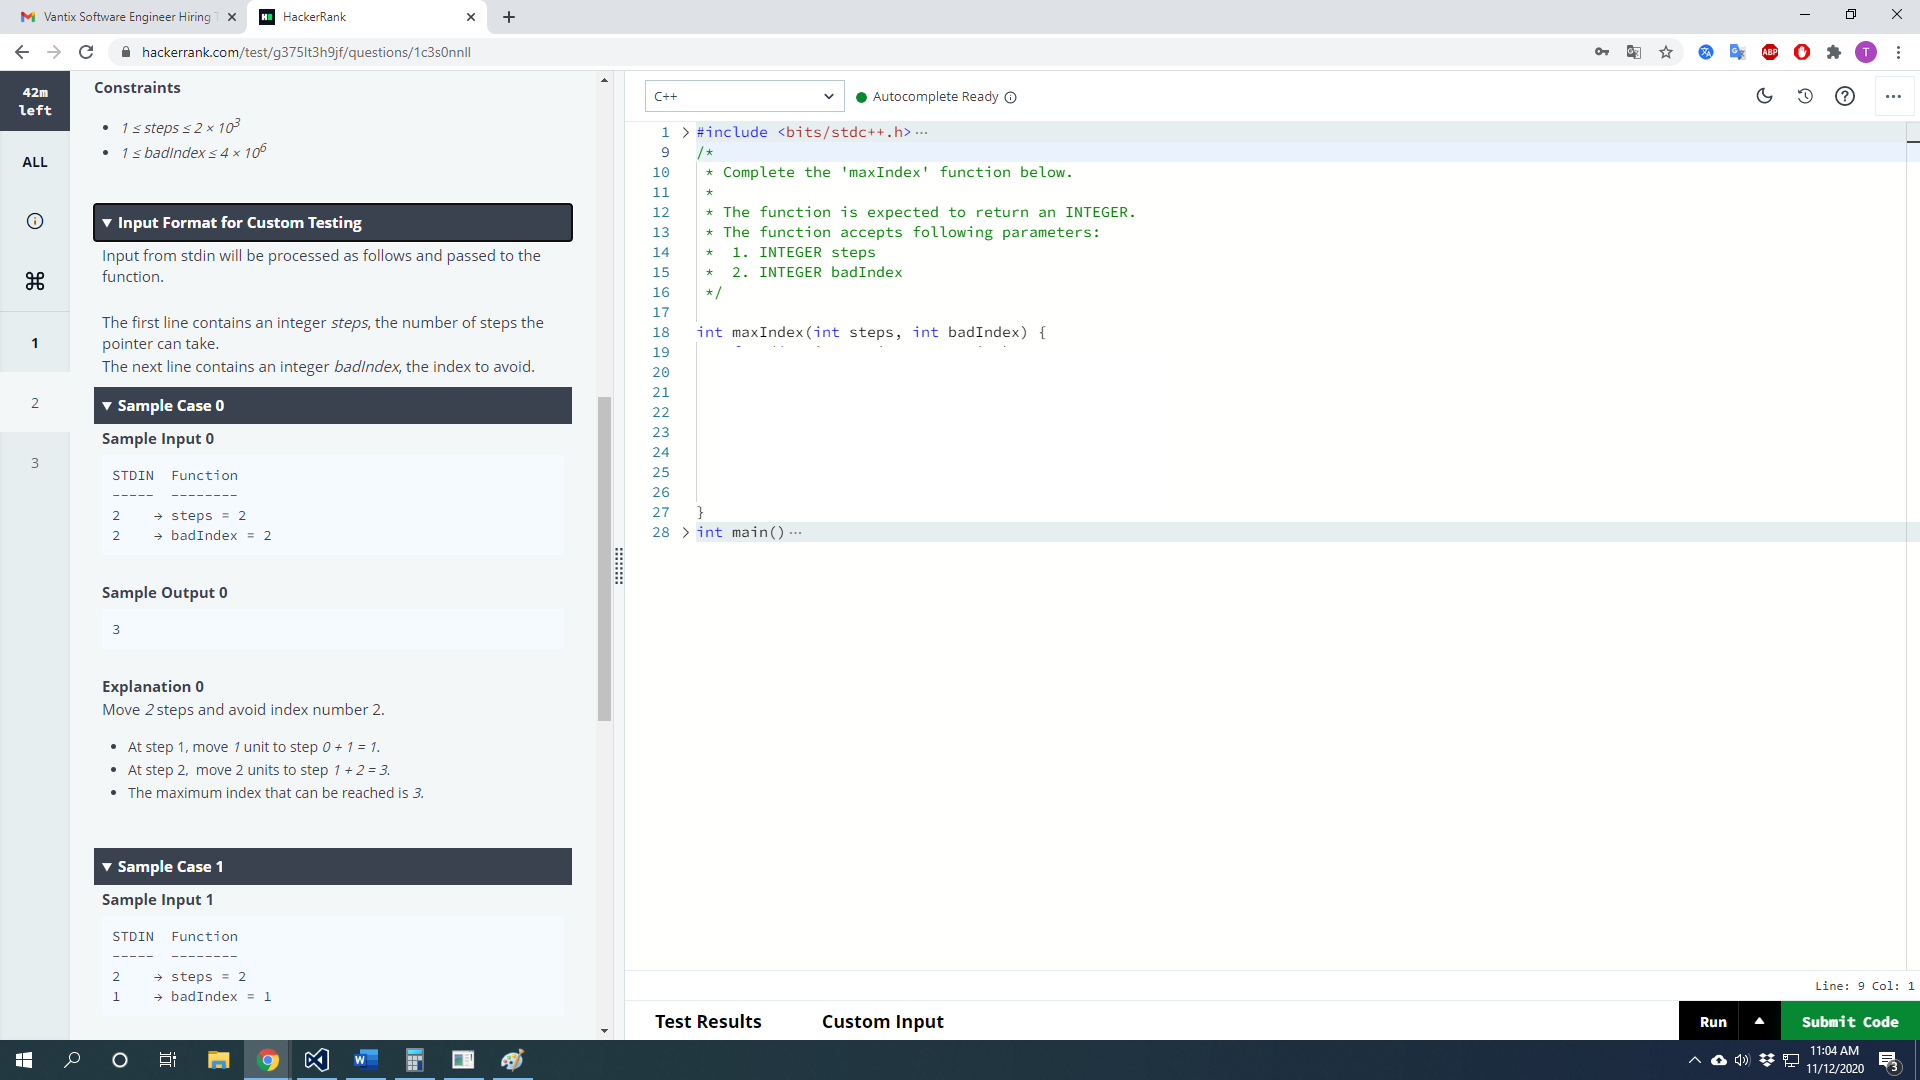 Vantix Software Engineer Hiring T
HackerRank
hackerrank.com/test/g375lt3h9jf/questions/1c3s0nnll
ABP
T
42m
left
ALL
1
2
3
Constraints
1 ≤ steps ≤ 2 × 10³
1 ≤ badIndex ≤ 4 × 10⁶
Input Format for Custom Testing
Input from stdin will be processed as follows and passed to the
function.
The first line contains an integer steps, the number of steps the
pointer can take.
The next line contains an integer badIndex, the index to avoid.
Sample Case 0
Sample Input 0
STDIN Function
----- --------
2 → steps = 2
2 → badIndex = 2
Sample Output 0
3
Explanation 0
Move 2 steps and avoid index number 2.
At step 1, move 1 unit to step 0 + 1 = 1.
At step 2, move 2 units to step 1 + 2 = 3.
The maximum index that can be reached is 3.
Sample Case 1
Sample Input 1
STDIN Function
----- --------
2 → steps = 2
1 → badIndex = 1
C++
Autocomplete Ready
1 #include <bits/stdc++.h>
9 /*
10 * Complete the 'maxIndex' function below.
11 *
12 * The function is expected to return an INTEGER.
13 * The function accepts following parameters:
14 * 1. INTEGER steps
15 * 2. INTEGER badIndex
16 */
17
18 int maxIndex(int steps, int badIndex) {
19
20
21
22
23
24
25
26
27 }
28 int main()
Line: 9 Col: 1
Test Results
Custom Input
Run
Submit Code
11:04 AM
11/12/2020
3